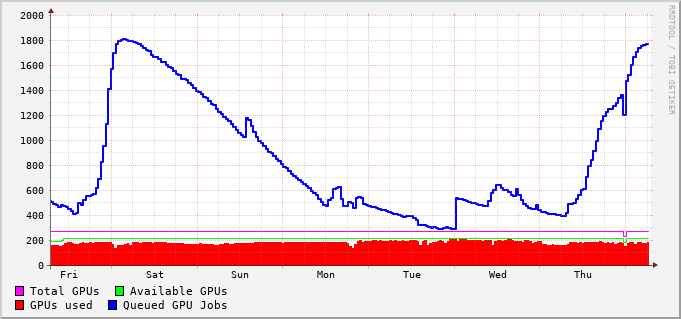 2000
1800
1600
1400
1200
1000
800
600
400
200
0
Fri Sat Sun Mon Tue Wed Thu
Total GPUs Available GPUs
GPUs used Queued GPU Jobs
RRDTOOL / TOBI OETIKER